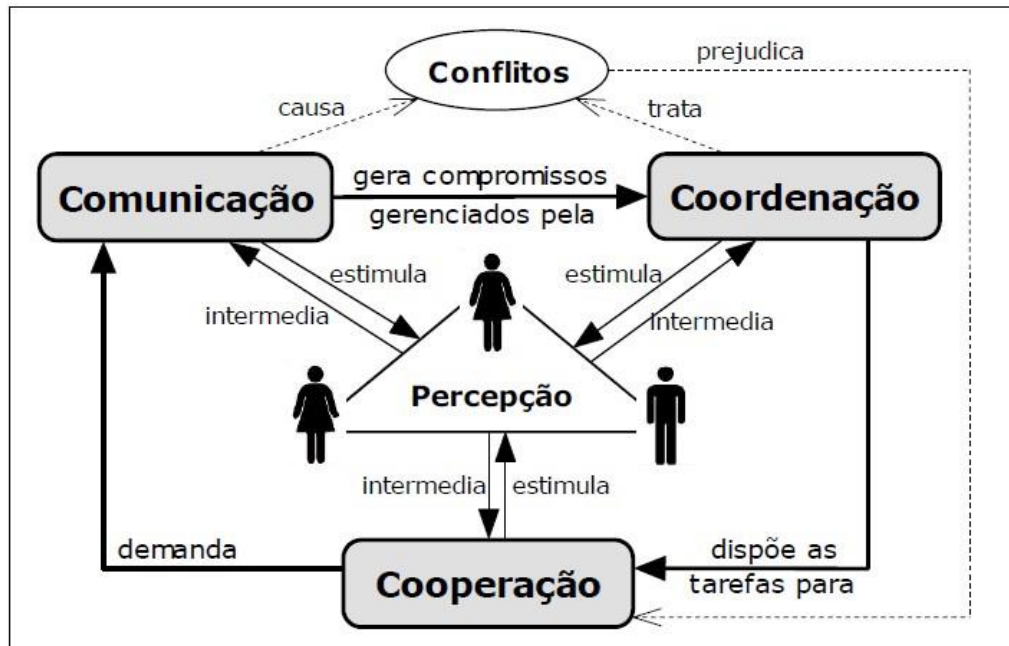 Conflitos
prejudica
causa
trata
Comunicação
gera compromissos
gerenciados pela
Coordenação
estimula
intermedia
estimula
intermedia
Percepção
intermedia
estimula
demanda
dispõe as
tarefas para
Cooperação